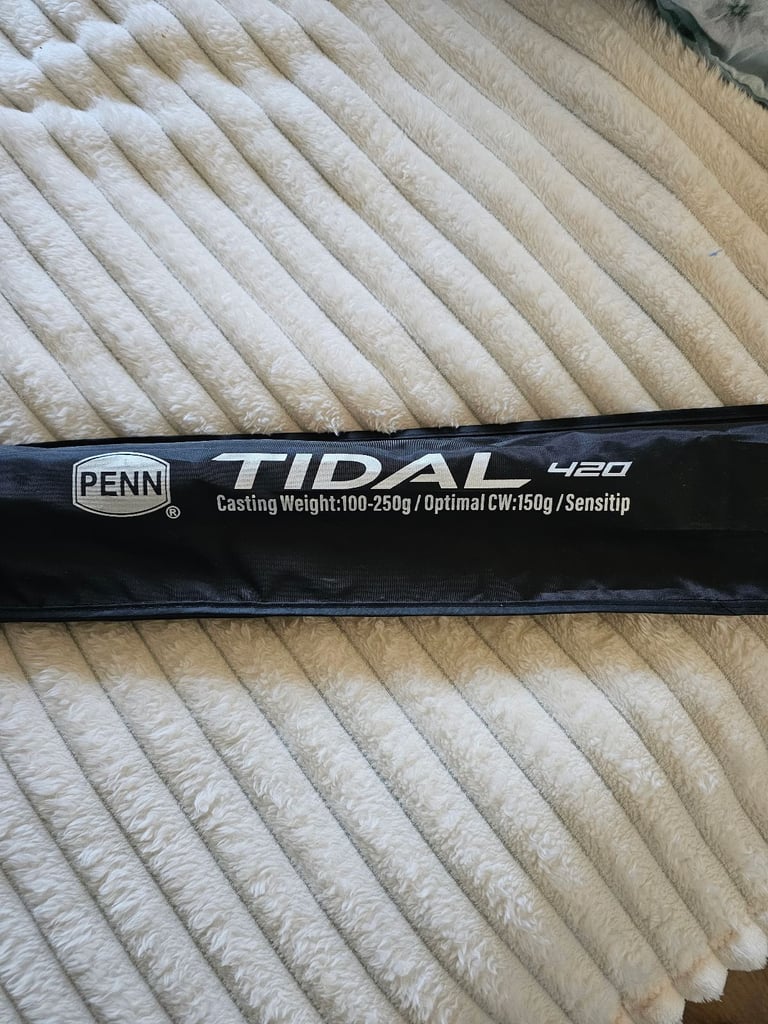 PENN®
TIDAL 420
Casting Weight:100-250g / Optimal CW:150g / Sensitip